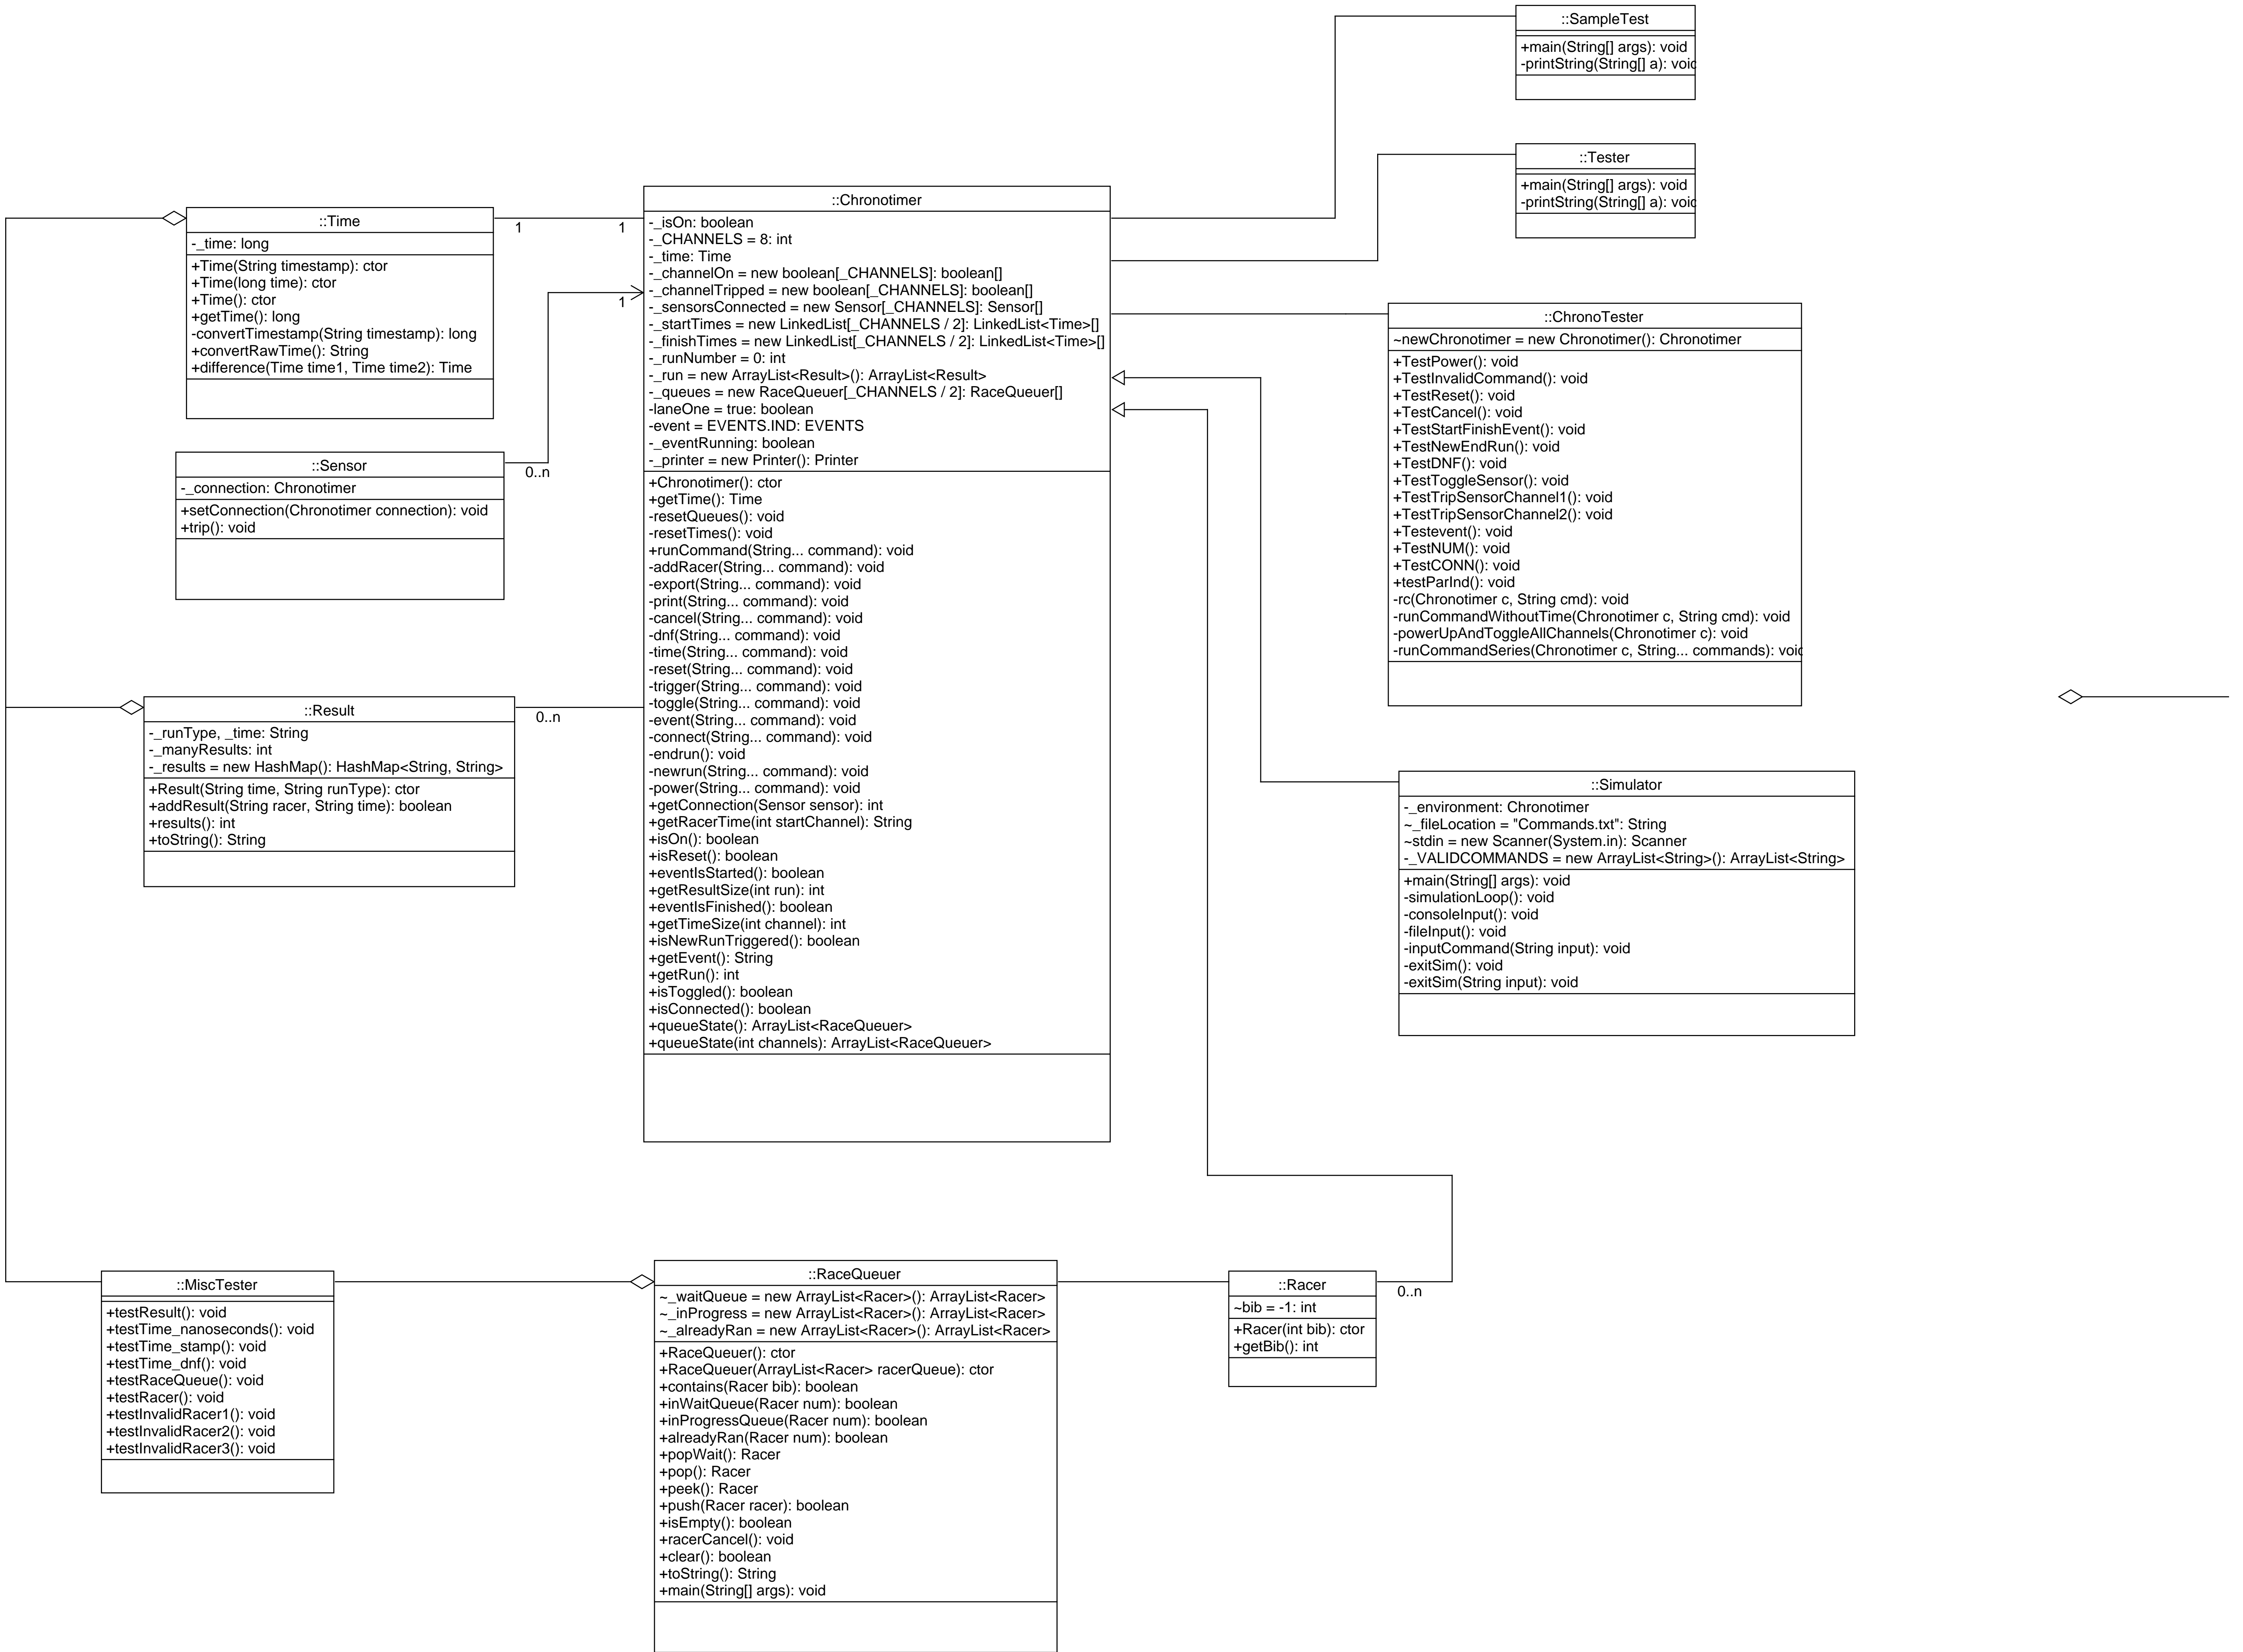 ::SampleTest
+main(String[] args): void
-printString(String[] a): void
::Tester
+main(String[] args): void
-printString(String[] a): void
::Time
-_time: long
+Time(String timestamp): ctor
+Time(long time): ctor
+Time(): ctor
+getTime(): long
-convertTimestamp(String timestamp): long
+convertRawTime(): String
+difference(Time time1, Time time2): Time
1
1
::Sensor
-_connection: Chronotimer
+setConnection(Chronotimer connection): void
+trip(): void
0..n
1
::Chronotimer
-_isOn: boolean
-_CHANNELS = 8: int
-_time: Time
-_channelOn = new boolean[_CHANNELS]: boolean[]
-_channelTripped = new boolean[_CHANNELS]: boolean[]
-_sensorsConnected = new Sensor[_CHANNELS]: Sensor[]
-_startTimes = new LinkedList[_CHANNELS / 2]: LinkedList<Time>[]
-_finishTimes = new LinkedList[_CHANNELS / 2]: LinkedList<Time>[]
-_runNumber = 0: int
-_run = new ArrayList<Result>(): ArrayList<Result>
-_queues = new RaceQueuer[_CHANNELS / 2]: RaceQueuer[]
-laneOne = true: boolean
-event = EVENTS.IND: EVENTS
-_eventRunning: boolean
-_printer = new Printer(): Printer
+Chronotimer(): ctor
+getTime(): Time
-resetQueues(): void
-resetTimes(): void
+runCommand(String... command): void
-addRacer(String... command): void
-export(String... command): void
-print(String... command): void
-cancel(String... command): void
-dnf(String... command): void
-time(String... command): void
-reset(String... command): void
-trigger(String... command): void
-toggle(String... command): void
-event(String... command): void
-connect(String... command): void
-endrun(): void
-newrun(String... command): void
-power(String... command): void
+getConnection(Sensor sensor): int
+getRacerTime(int startChannel): String
+isOn(): boolean
+isReset(): boolean
+eventIsStarted(): boolean
+getResultSize(int run): int
+eventIsFinished(): boolean
+getTimeSize(int channel): int
+isNewRunTriggered(): boolean
+getEvent(): String
+getRun(): int
+isToggled(): boolean
+isConnected(): boolean
+queueState(): ArrayList<RaceQueuer>
+queueState(int channels): ArrayList<RaceQueuer>
::ChronoTester
~newChronotimer = new Chronotimer(): Chronotimer
+TestPower(): void
+TestInvalidCommand(): void
+TestReset(): void
+TestCancel(): void
+TestStartFinishEvent(): void
+TestNewEndRun(): void
+TestDNF(): void
+TestToggleSensor(): void
+TestTripSensorChannel1(): void
+TestTripSensorChannel2(): void
+Testevent(): void
+TestNUM(): void
+TestCONN(): void
+testParInd(): void
-rc(Chronotimer c, String cmd): void
-runCommandWithoutTime(Chronotimer c, String cmd): void
-powerUpAndToggleAllChannels(Chronotimer c): void
-runCommandSeries(Chronotimer c, String... commands): void
::Result
-_runType, _time: String
-_manyResults: int
-_results = new HashMap(): HashMap<String, String>
+Result(String time, String runType): ctor
+addResult(String racer, String time): boolean
+results(): int
+toString(): String
0..n
::Simulator
-_environment: Chronotimer
~_fileLocation = "Commands.txt": String
~stdin = new Scanner(System.in): Scanner
-_VALIDCOMMANDS = new ArrayList<String>(): ArrayList<String>
+main(String[] args): void
-simulationLoop(): void
-consoleInput(): void
-fileInput(): void
-inputCommand(String input): void
-exitSim(): void
-exitSim(String input): void
::MiscTester
+testResult(): void
+testTime_nanoseconds(): void
+testTime_stamp(): void
+testTime_dnf(): void
+testRaceQueue(): void
+testRacer(): void
+testInvalidRacer1(): void
+testInvalidRacer2(): void
+testInvalidRacer3(): void
::RaceQueuer
~_waitQueue = new ArrayList<Racer>(): ArrayList<Racer>
~_inProgress = new ArrayList<Racer>(): ArrayList<Racer>
~_alreadyRan = new ArrayList<Racer>(): ArrayList<Racer>
+RaceQueuer(): ctor
+RaceQueuer(ArrayList<Racer> racerQueue): ctor
+contains(Racer bib): boolean
+inWaitQueue(Racer num): boolean
+inProgressQueue(Racer num): boolean
+alreadyRan(Racer num): boolean
+popWait(): Racer
+pop(): Racer
+peek(): Racer
+push(Racer racer): boolean
+isEmpty(): boolean
+racerCancel(): void
+clear(): boolean
+toString(): String
+main(String[] args): void
::Racer
~bib = -1: int
+Racer(int bib): ctor
+getBib(): int
0..n